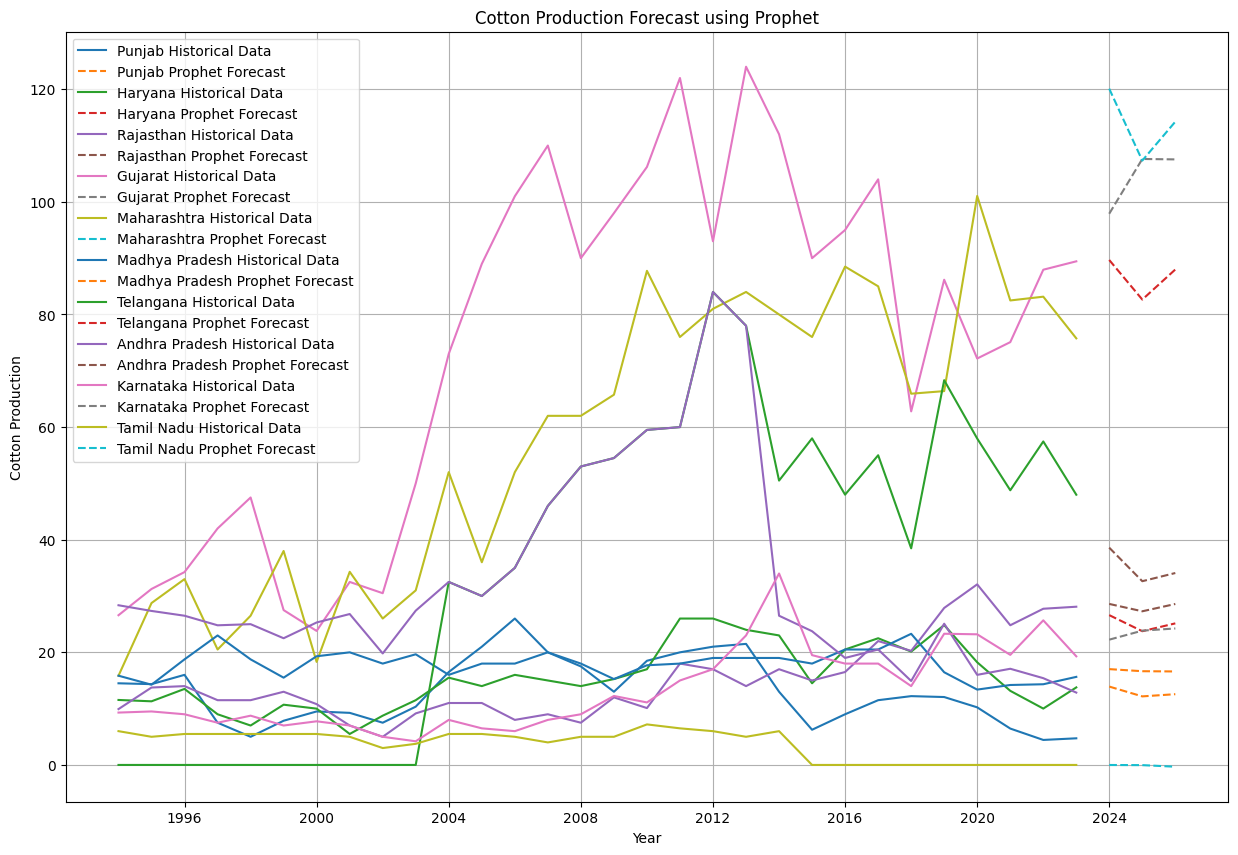 Cotton Production Forecast using Prophet
Punjab Historical Data
Punjab Prophet Forecast
Haryana Historical Data
Haryana Prophet Forecast
Rajasthan Historical Data
Rajasthan Prophet Forecast
Gujarat Historical Data
Gujarat Prophet Forecast
Maharashtra Historical Data
Maharashtra Prophet Forecast
Madhya Pradesh Historical Data
Madhya Pradesh Prophet Forecast
Telangana Historical Data
Telangana Prophet Forecast
Andhra Pradesh Historical Data
Andhra Pradesh Prophet Forecast
Karnataka Historical Data
Karnataka Prophet Forecast
Tamil Nadu Historical Data
Tamil Nadu Prophet Forecast
Cotton Production
120
100
80
60
40
20
0
1996 2000 2004 2008 2012 2016 2020 2024
Year